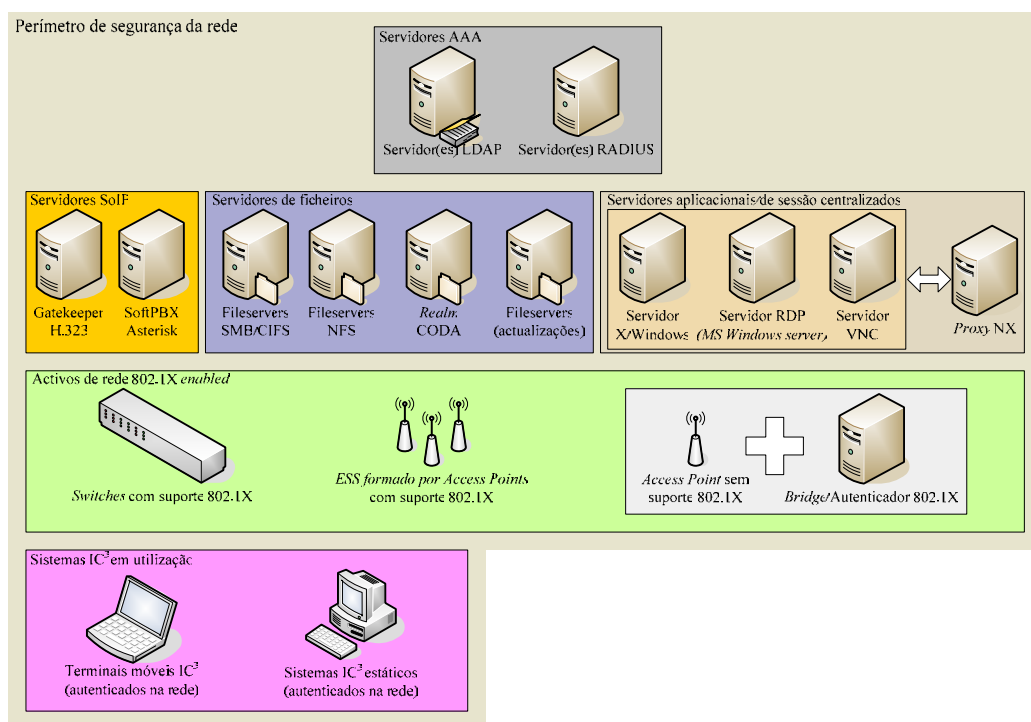 Perímetro de segurança da rede
Servidores AAA
Servidor(es) LDAP
Servidor(es) RADIUS
Servidores SoIP
Gatekeeper
H.323
SoftPBX
Asterisk
Servidores de ficheiros
Fileservers
SMB/CIFS
Fileservers
NFS
Realm
CODA
Fileservers
(actualizações)
Servidores aplicacionais/de sessão centralizados
Servidor
X/Windows
Servidor RDP
(MS Windows server)
Servidor
VNC
Proxy NX
Activos de rede 802.1X enabled
Switches com suporte 802.1X
ESS formado por Access Points
com suporte 802.1X
Access Point sem
suporte 802.1X
Bridge/Autenticador 802.1X
Sistemas IC³ em utilização
Terminais móveis IC³
(autenticados na rede)
Sistemas IC³ estáticos
(autenticados na rede)